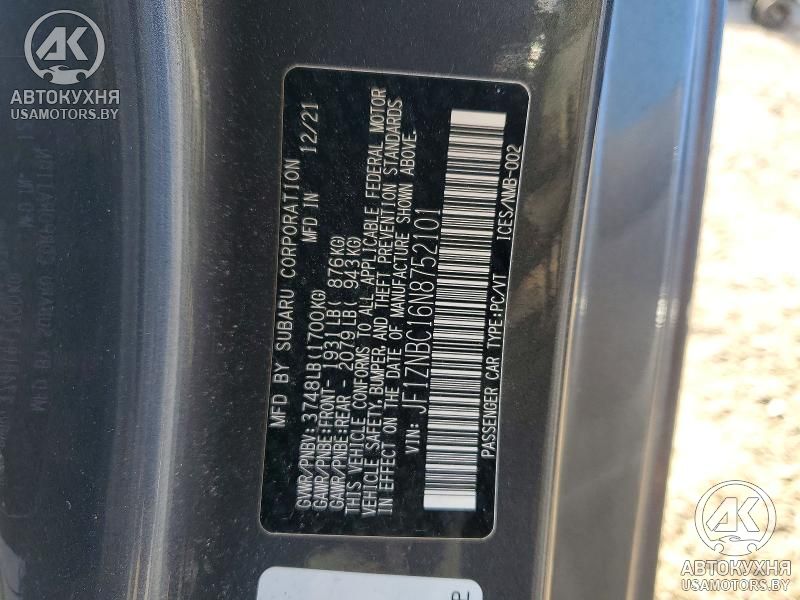 MFD BY SUBARU CORPORATION
MFD IN 12/21
GVWR/PNBV: 3748LB(1700KG)
GAWR/PNBE:FRONT- 1931LB( 876KG)
GAWR/PNBE:REAR - 2079LB( 943KG)
THIS VEHICLE CONFORMS TO ALL APPLICABLE FEDERAL MOTOR
VEHICLE SAFETY, BUMPER, AND THEFT PREVENTION STANDARDS
IN EFFECT ON THE DATE OF MANUFACTURE SHOWN ABOVE.
VIN: JF1ZNBC16N8752101
PASSENGER CAR TYPE:PC/VT ICES/NMB-002
АК
АВТОКУХНЯ
USAMOTORS.BY
АК
АВТОКУХНЯ
USAMOTORS.BY